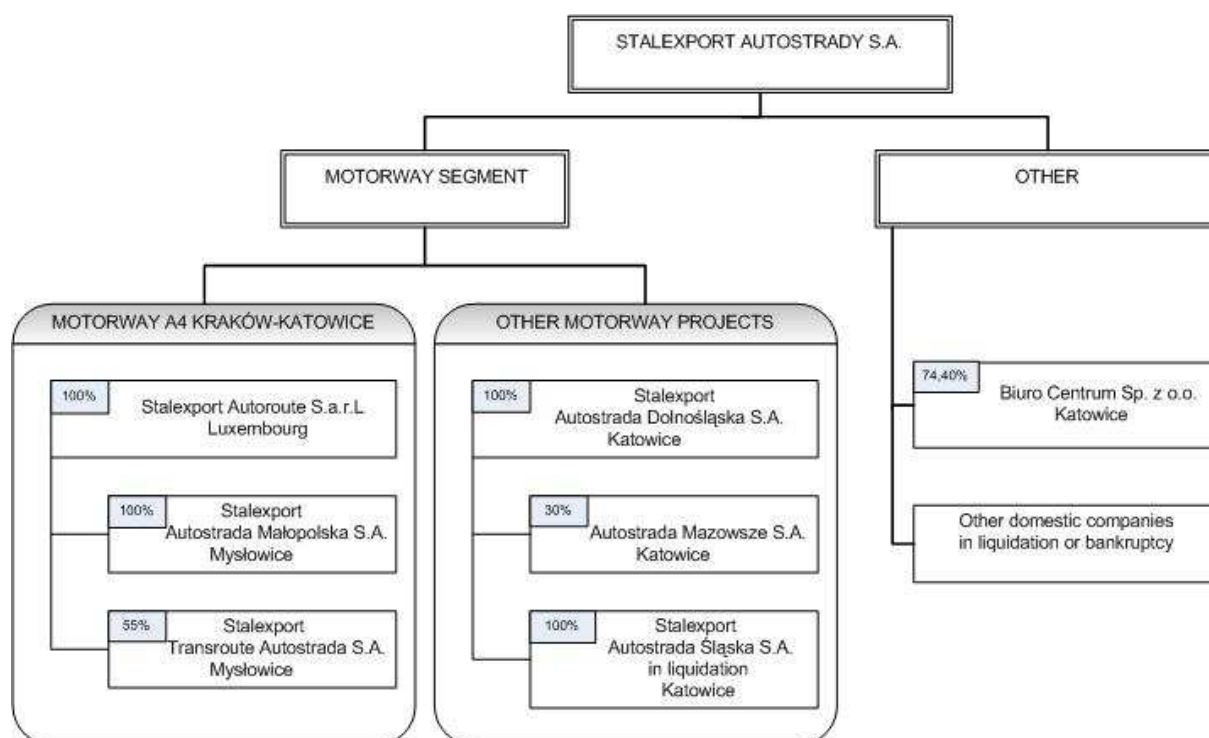 STALEXPORT AUTOSTRADY S.A.
MOTORWAY SEGMENT
OTHER
MOTORWAY A4 KRAKÓW-KATOWICE
100%
Stalexport Autoroute S.a.r.L
Luxembourg
100%
Stalexport
Autostrada Małopolska S.A.
Mysłowice
55%
Stalexport
Transroute Autostrada S.A.
Mysłowice
OTHER MOTORWAY PROJECTS
100%
Stalexport
Autostrada Dolnośląska S.A.
Katowice
30%
Autostrada Mazowsze S.A.
Katowice
100%
Stalexport
Autostrada Śląska S.A.
in liquidation
Katowice
74,40%
Biuro Centrum Sp. z o.o.
Katowice
Other domestic companies
in liquidation or bankruptcy